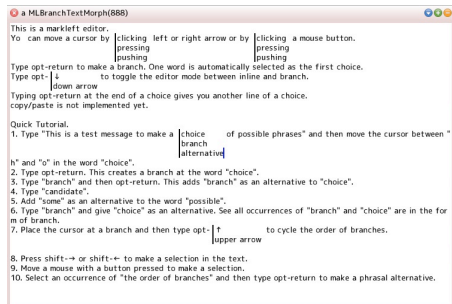 a MLBranchTextMorph(888)
This is a markleft editor.
Yo can move a cursor by clicking left or right arrow or by clicking a mouse button.
pressing pressing
pushing pushing
Type opt-return to make a branch. One word is automatically selected as the first choice.
Type opt- ↓ to toggle the editor mode between inline and branch.
down arrow
Typing opt-return at the end of a choice gives you another line of a choice.
copy/paste is not implemented yet.
Quick Tutorial.
1. Type "This is a test message to make a choice of possible phrases" and then move the cursor between "
branch
alternative
h" and "o" in the word "choice".
2. Type opt-return. This creates a branch at the word "choice".
3. Type "branch" and then opt-return. This adds "branch" as an alternative to "choice".
4. Type "candidate".
5. Add "some" as an alternative to the word "possible".
6. Type "branch" and give "choice" as an alternative. See all occurrences of "branch" and "choice" are in the for
m of branch.
7. Place the cursor at a branch and then type opt- ↑ to cycle the order of branches.
upper arrow
8. Press shift-→ or shift-← to make a selection in the text.
9. Move a mouse with a button pressed to make a selection.
10. Select an occurrence of "the order of branches" and then type opt-return to make a phrasal alternative.